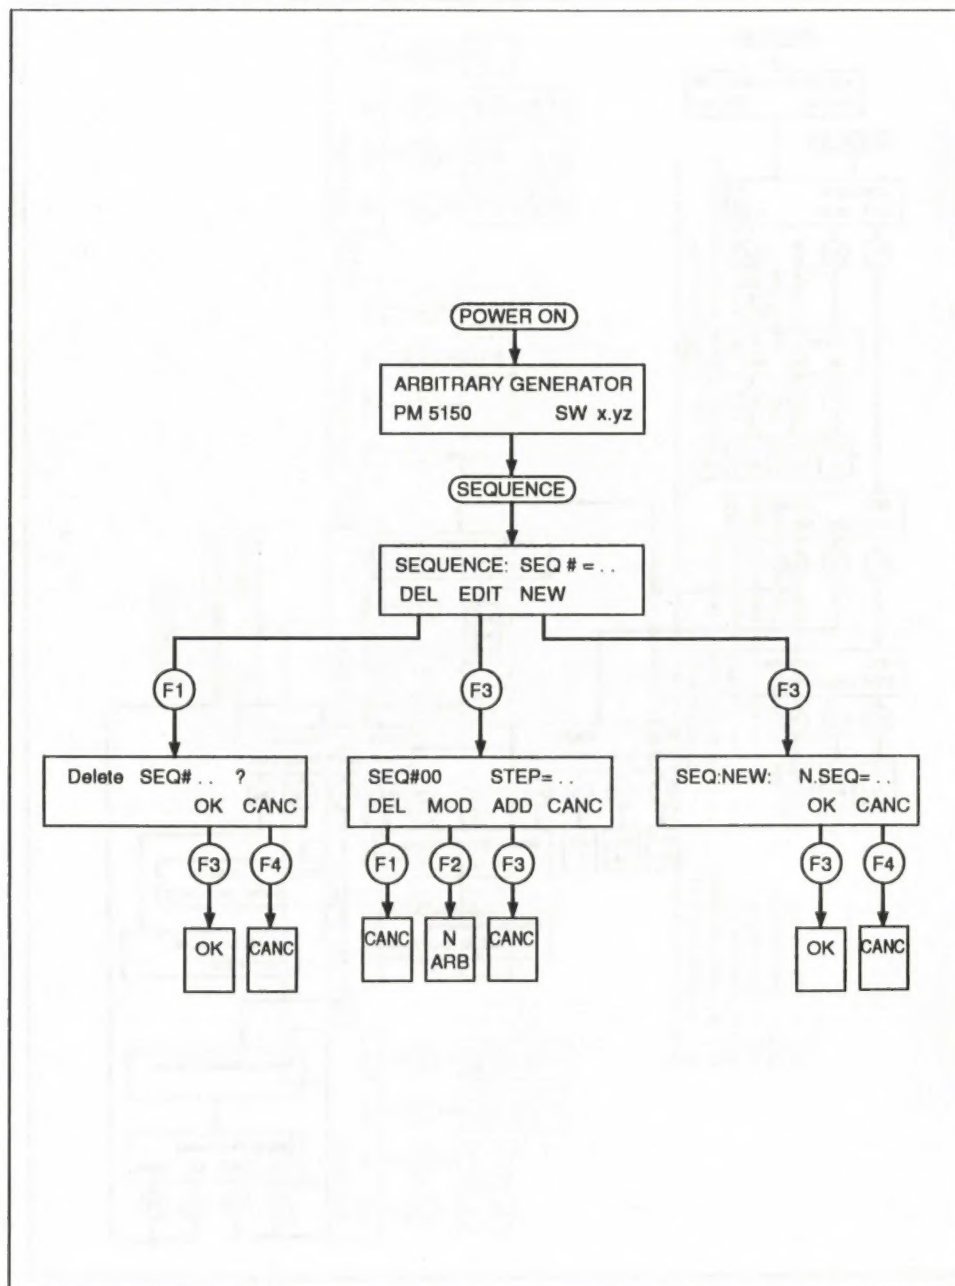 POWER ON
ARBITRARY GENERATOR
PM 5150 SW x.yz
SEQUENCE
SEQUENCE: SEQ # = . .
DEL EDIT NEW
F1 F3 F3
Delete SEQ# . . ?
OK CANC
SEQ#00 STEP= . .
DEL MOD ADD CANC
SEQ:NEW: N.SEQ= . .
OK CANC
F3 F4 F1 F2 F3 F3 F4
OK
CANC
CANC
N
ARB
CANC
OK
CANC